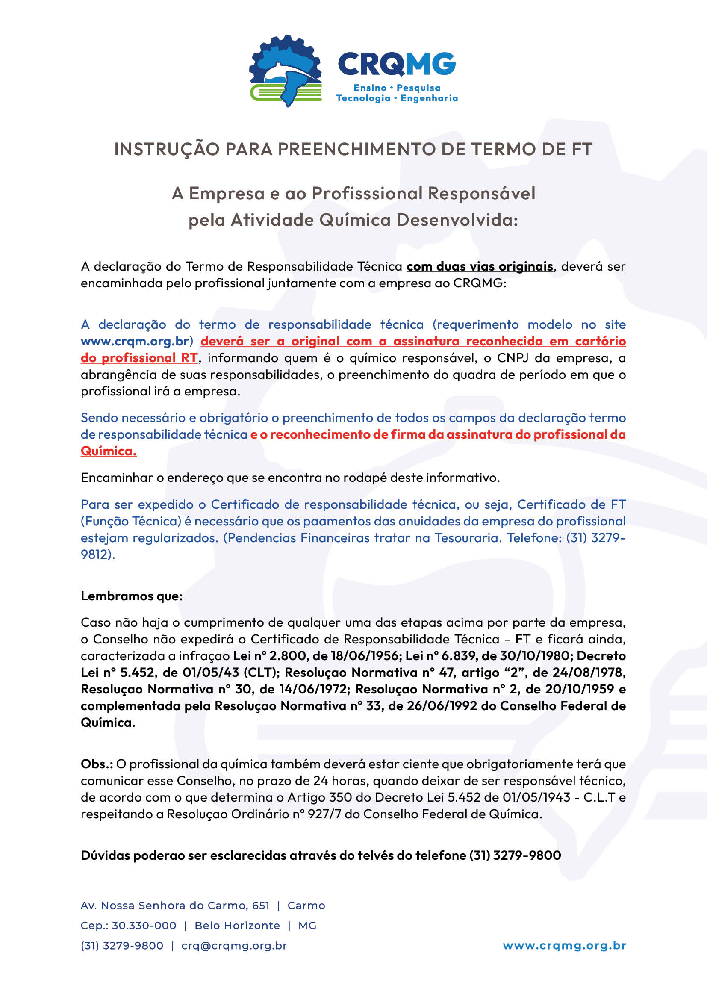 CRQMG
Ensino • Pesquisa
Tecnologia • Engenharia
INSTRUÇÃO PARA PREENCHIMENTO DE TERMO DE FT
A Empresa e ao Profisssional Responsável
pela Atividade Química Desenvolvida:
A declaração do Termo de Responsabilidade Técnica com duas vias originais, deverá ser
encaminhada pelo profissional juntamente com a empresa ao CRQMG:
A declaração do termo de responsabilidade técnica (requerimento modelo no site
www.crqm.org.br) deverá ser a original com a assinatura reconhecida em cartório
do profissional RT, informando quem é o químico responsável, o CNPJ da empresa, a
abrangência de suas responsabilidades, o preenchimento do quadra de período em que o
profissional irá a empresa.
Sendo necessário e obrigatório o preenchimento de todos os campos da declaração termo
de responsabilidade técnica e o reconhecimento de firma da assinatura do profissional da
Química.
Encaminhar o endereço que se encontra no rodapé deste informativo.
Para ser expedido o Certificado de responsabilidade técnica, ou seja, Certificado de FT
(Função Técnica) é necessário que os paamentos das anuidades da empresa do profissional
estejam regularizados. (Pendencias Financeiras tratar na Tesouraria. Telefone: (31) 3279-
9812).
Lembramos que:
Caso não haja o cumprimento de qualquer uma das etapas acima por parte da empresa,
o Conselho não expedirá o Certificado de Responsabilidade Técnica - FT e ficará ainda,
caracterizada a infraçao Lei nº 2.800, de 18/06/1956; Lei nº 6.839, de 30/10/1980; Decreto
Lei nº 5.452, de 01/05/43 (CLT); Resoluçao Normativa nº 47, artigo “2”, de 24/08/1978,
Resoluçao Normativa nº 30, de 14/06/1972; Resoluçao Normativa nº 2, de 20/10/1959 e
complementada pela Resoluçao Normativa nº 33, de 26/06/1992 do Conselho Federal de
Química.
Obs.: O profissional da química também deverá estar ciente que obrigatoriamente terá que
comunicar esse Conselho, no prazo de 24 horas, quando deixar de ser responsável técnico,
de acordo com o que determina o Artigo 350 do Decreto Lei 5.452 de 01/05/1943 - C.L.T e
respeitando a Resoluçao Ordinário nº 927/7 do Conselho Federal de Química.
Dúvidas poderao ser esclarecidas através do telvés do telefone (31) 3279-9800
Av. Nossa Senhora do Carmo, 651 | Carmo
Cep.: 30.330-000 | Belo Horizonte | MG
(31) 3279-9800 | crq@crqmg.org.br
www.crqmg.org.br